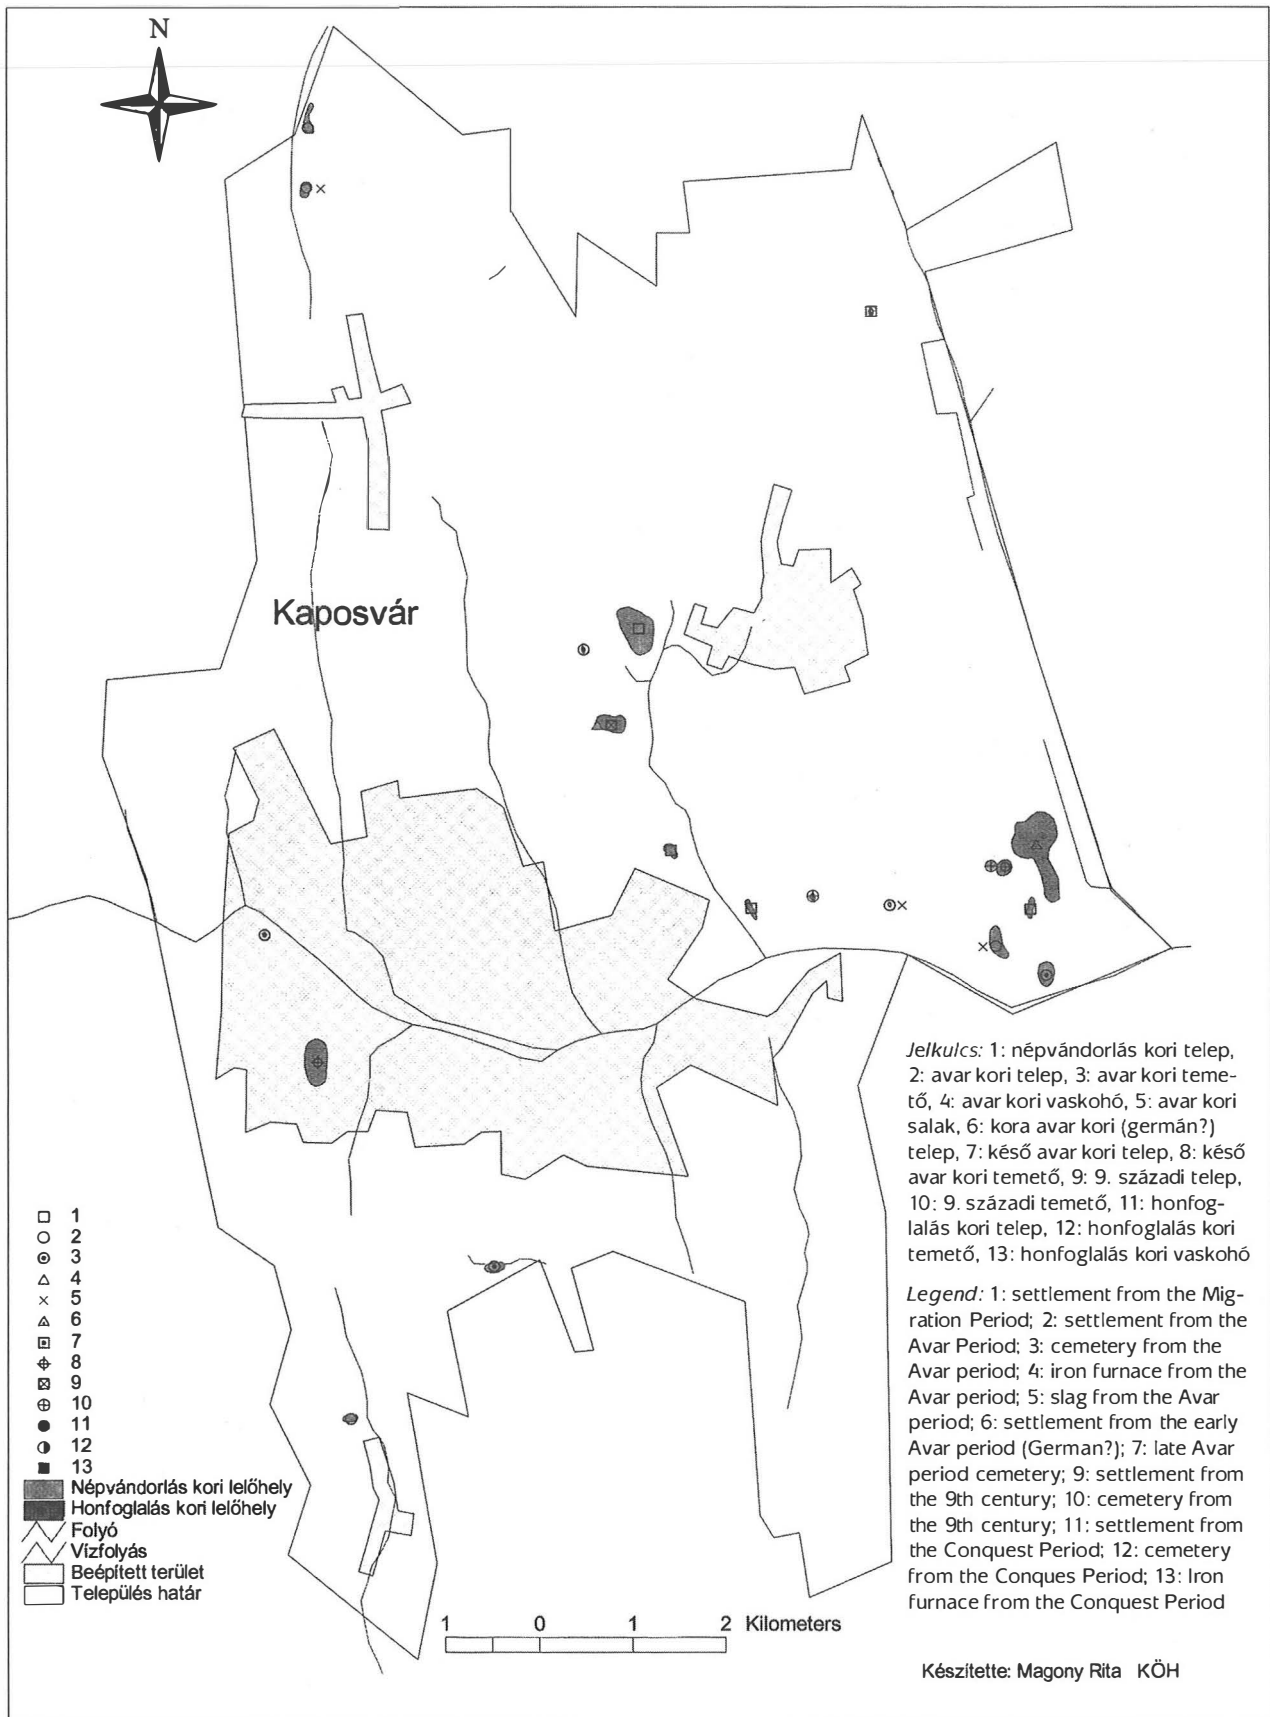 N
Kaposvár
Jelkulcs: 1: népvándorlás kori telep,
2: avar kori telep, 3: avar kori teme-
tő, 4: avar kori vaskohó, 5: avar kori
salak, 6: kora avar kori (germán?)
telep, 7: késő avar kori telep, 8: késő
avar kori temető, 9: 9. századi telep,
10: 9. századi temető, 11: honfog-
lalás kori telep, 12: honfoglalás kori
temető, 13: honfoglalás kori vaskohó
Legend: 1: settlement from the Mig-
ration Period; 2: settlement from the
Avar Period; 3: cemetery from the
Avar period; 4: iron furnace from the
Avar period; 5: slag from the Avar
period; 6: settlement from the early
Avar period (German?); 7: late Avar
period cemetery; 9: settlement from
the 9th century; 10: cemetery from
the 9th century; 11: settlement from
the Conquest Period; 12: cemetery
from the Conques Period; 13: Iron
furnace from the Conquest Period
1
2
3
4
5
6
7
8
9
10
11
12
13
Népvándorlás kori lelőhely
Honfoglalás kori lelőhely
Folyó
Vízfolyás
Beépített terület
Település határ
1 0 1 2 Kilometers
Készítette: Magony Rita KÖH